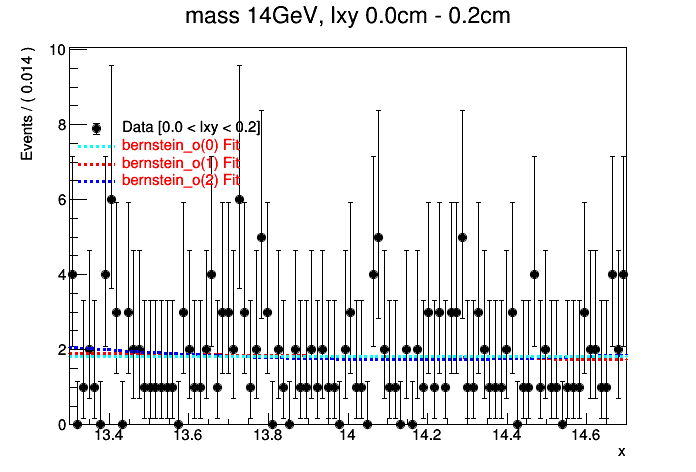 mass 14GeV, lxy 0.0cm - 0.2cm
Events / ( 0.014 )
10
8
6
4
2
0
Data [0.0 < lxy < 0.2]
bernstein_o(0) Fit
bernstein_o(1) Fit
bernstein_o(2) Fit
13.4 13.6 13.8 14 14.2 14.4 14.6
x